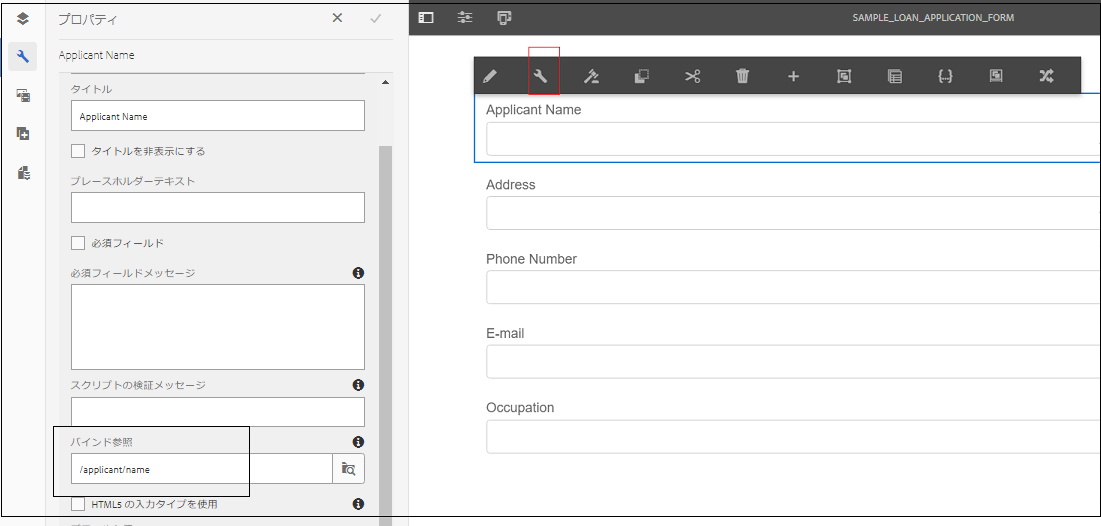 プロパティ
SAMPLE_LOAN_APPLICATION_FORM
Applicant Name
タイトル
Applicant Name
タイトルを非表示にする
プレースホルダーテキスト
必須フィールド
必須フィールドメッセージ
スクリプトの検証メッセージ
バインド参照
/applicant/name
HTML5 の入力タイプを使用
Applicant Name
Address
Phone Number
E-mail
Occupation